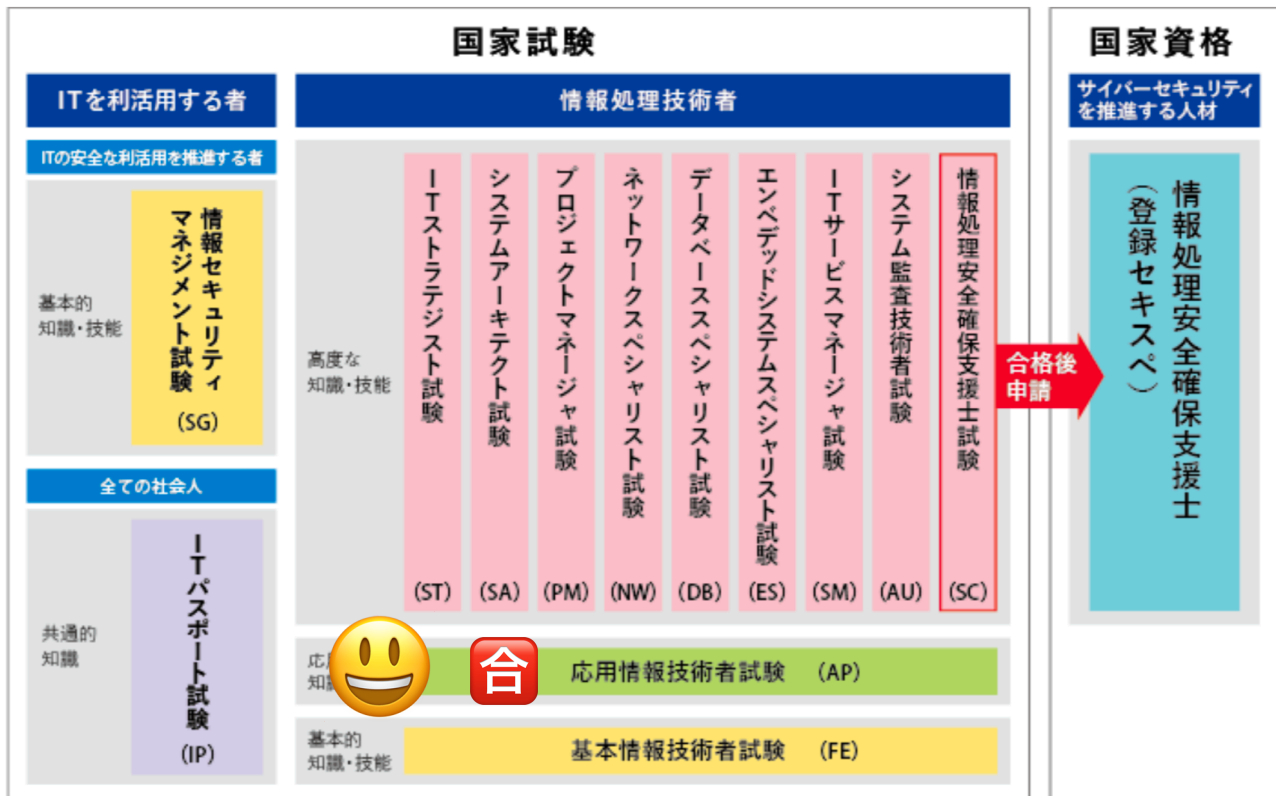 国家試験
国家資格
ITを利活用する者
情報処理技術者
サイバーセキュリティ
を推進する人材
ITの安全な利活用を推進する者
基本的
知識・技能
情報セキュリティ
マネジメント試験
(SG)
全ての社会人
共通的
知識
ITパスポート試験
(IP)
高度な
知識・技能
ITストラテジスト試験
(ST)
システムアーキテクト試験
(SA)
プロジェクトマネージャ試験
(PM)
ネットワークスペシャリスト試験
(NW)
データベーススペシャリスト試験
(DB)
エンベデッドシステムスペシャリスト試験
(ES)
ITサービスマネージャ試験
(SM)
システム監査技術者試験
(AU)
情報処理安全確保支援士試験
(SC)
合格後
申請
情報処理安全確保支援士
(登録セキスペ)
合
応用情報技術者試験 (AP)
基本的
知識・技能
基本情報技術者試験 (FE)